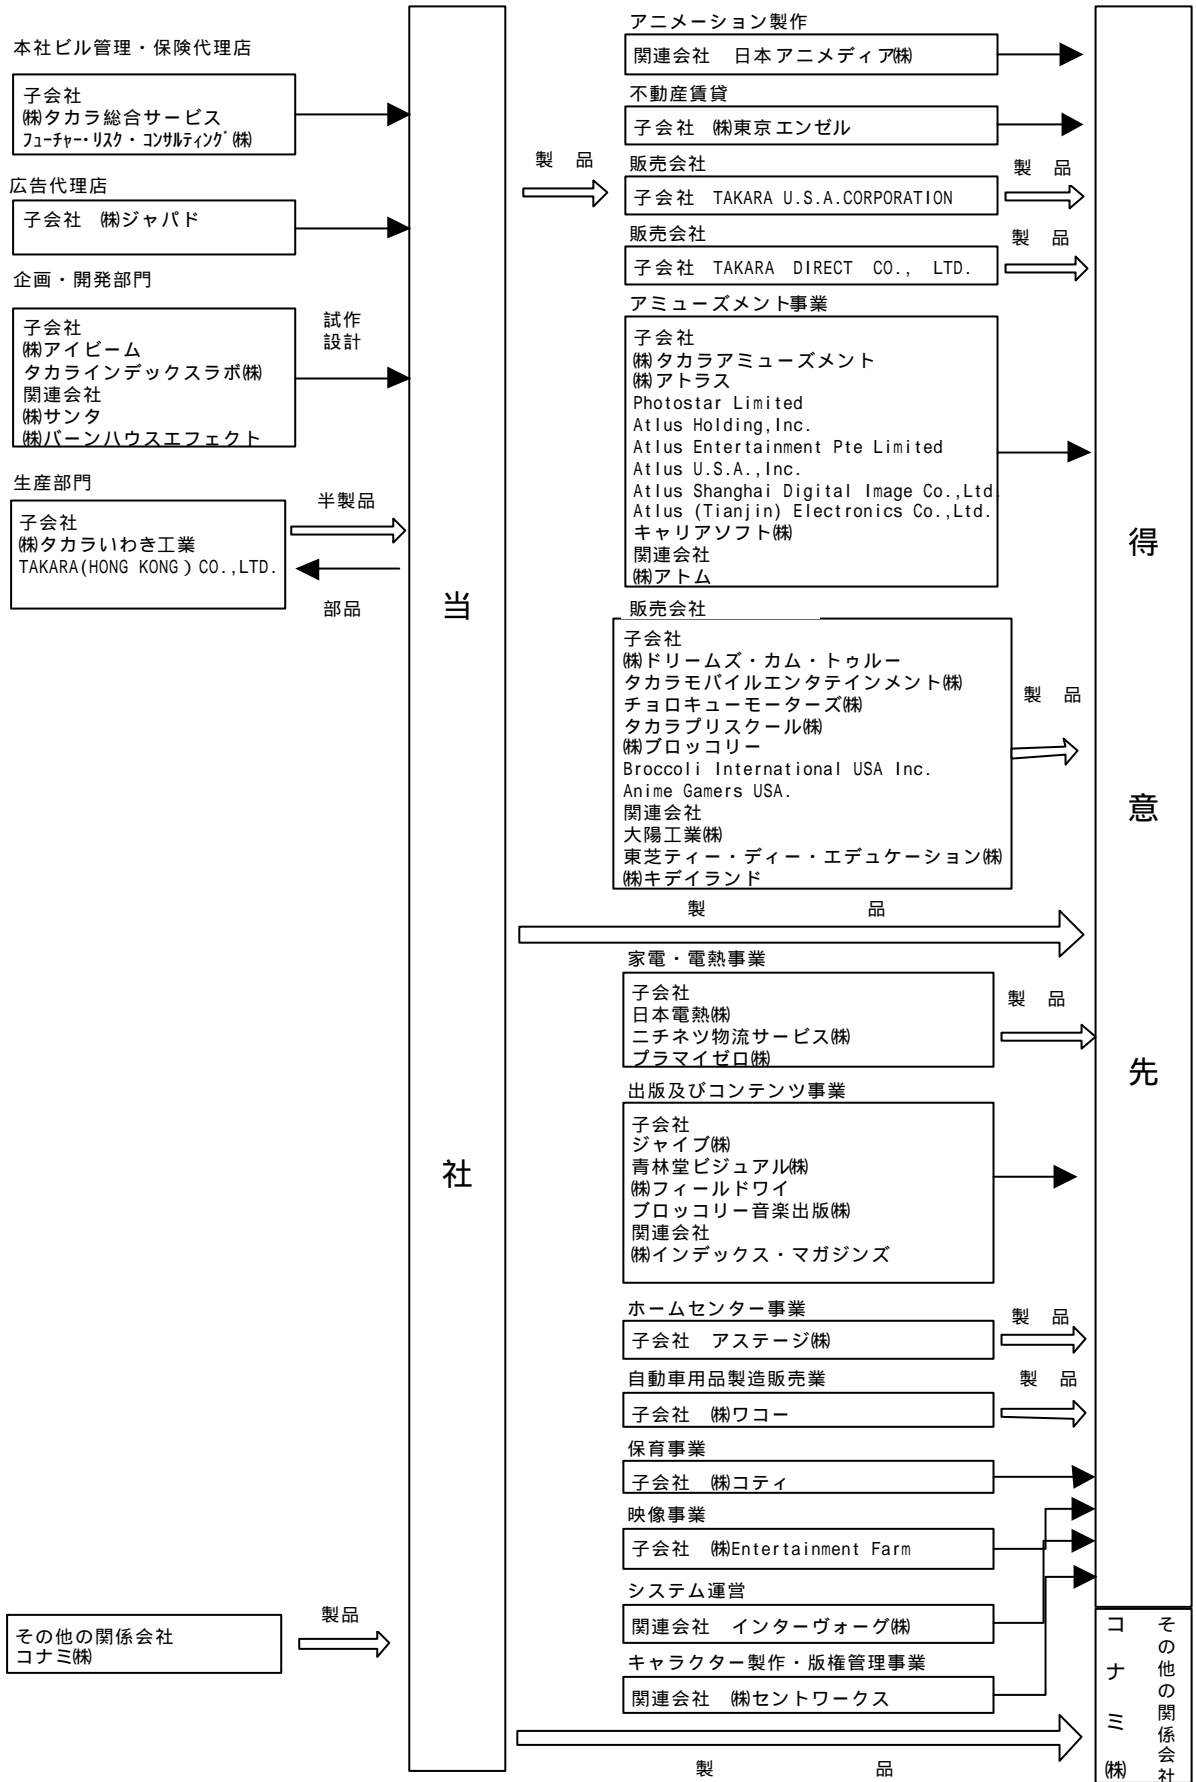 本社ビル管理・保険代理店
子会社
㈱タカラ総合サービス
フューチャー・リスク・コンサルティング㈱
広告代理店
子会社 ㈱ジャパド
企画・開発部門
子会社
㈱アイビーム
タカラインデックスラボ㈱
関連会社
㈱サンタ
㈱バーンハウスエフェクト
試作
設計
生産部門
子会社
㈱タカラいわき工業
TAKARA(HONG KONG)CO.,LTD.
半製品
部品
その他の関係会社
コナミ㈱
製品
当
社
製 品
アニメーション製作
関連会社 日本アニメディア㈱
不動産賃貸
子会社 ㈱東京エンゼル
販売会社
子会社 TAKARA U.S.A.CORPORATION
製 品
販売会社
子会社 TAKARA DIRECT CO., LTD.
製 品
アミューズメント事業
子会社
㈱タカラアミューズメント
㈱アトラス
Photostar Limited
Atlus Holding,Inc.
Atlus Entertainment Pte Limited
Atlus U.S.A.,Inc.
Atlus Shanghai Digital Image Co.,Ltd.
Atlus (Tianjin) Electronics Co.,Ltd.
キャリアソフト㈱
関連会社
㈱アトム
販売会社
子会社
㈱ドリームズ・カム・トゥルー
タカラモバイルエンタテインメント㈱
チョロキューモーターズ㈱
タカラプリスクール㈱
㈱ブロッコリー
Broccoli International USA Inc.
Anime Gamers USA.
関連会社
大陽工業㈱
東芝ティー・ディー・エデュケーション㈱
㈱キデイランド
製 品
製 品
家電・電熱事業
子会社
日本電熱㈱
ニチネツ物流サービス㈱
プラマイゼロ㈱
製 品
出版及びコンテンツ事業
子会社
ジャイブ㈱
青林堂ビジュアル㈱
㈱フィールドワイ
ブロッコリー音楽出版㈱
関連会社
㈱インデックス・マガジンズ
ホームセンター事業
子会社 アステージ㈱
製 品
自動車用品製造販売業
子会社 ㈱ワコー
製 品
保育事業
子会社 ㈱コティ
映像事業
子会社 ㈱Entertainment Farm
システム運営
関連会社 インターヴォーグ㈱
キャラクター製作・版権管理事業
関連会社 ㈱セントワークス
製 品
得
意
先
その他の関係会社
コナミ㈱